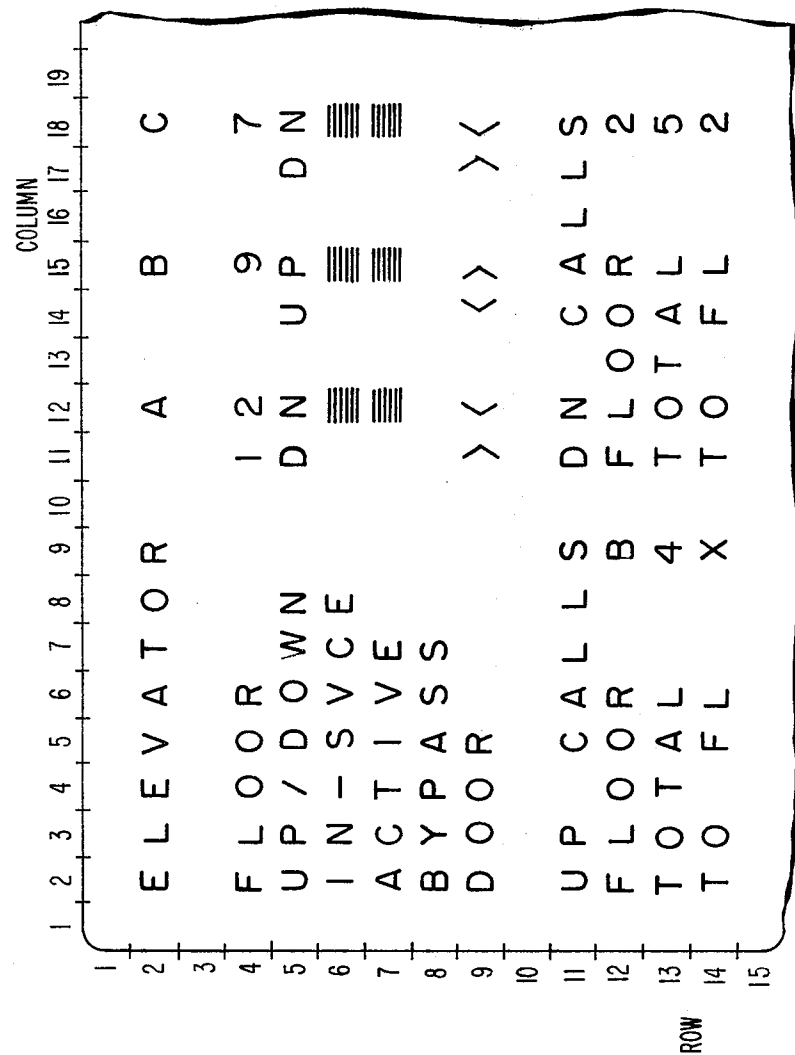 COLUMN
1 2 3 4 5 6 7 8 9 10 11 12 13 14 15 16 17 18 19
1
2 ELEVATOR A B C
3
4 FLOOR 12 9 7
5 UP/DOWN DN UP DN
6 IN-SVCE
7 ACTIVE
8 BYPASS
9 DOOR >< <> ><
10
11 UP CALLS DN CALLS
12 FLOOR B FLOOR 2
13 TOTAL 4 TOTAL 5
14 TO FL X TO FL 2
15
ROW